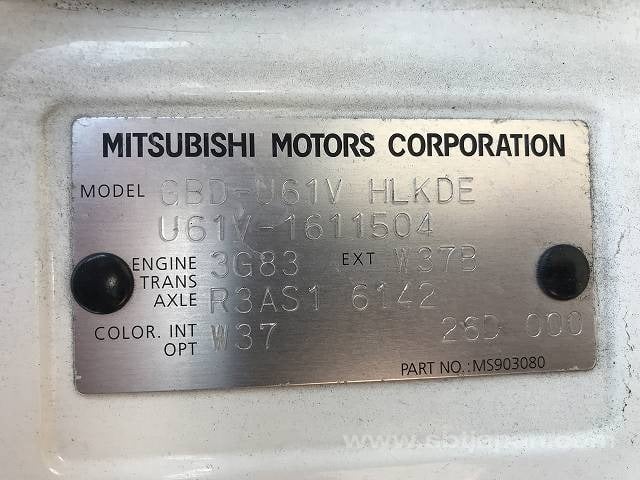 MITSUBISHI MOTORS CORPORATION
MODEL GBD-U61V HLKDE
U61V-1611504
ENGINE 3G83 EXT W37B
TRANS
AXLE R3AS1 6142
COLOR. INT W37 26D 000
OPT
PART NO.:MS903080
www.sbtjapan.com